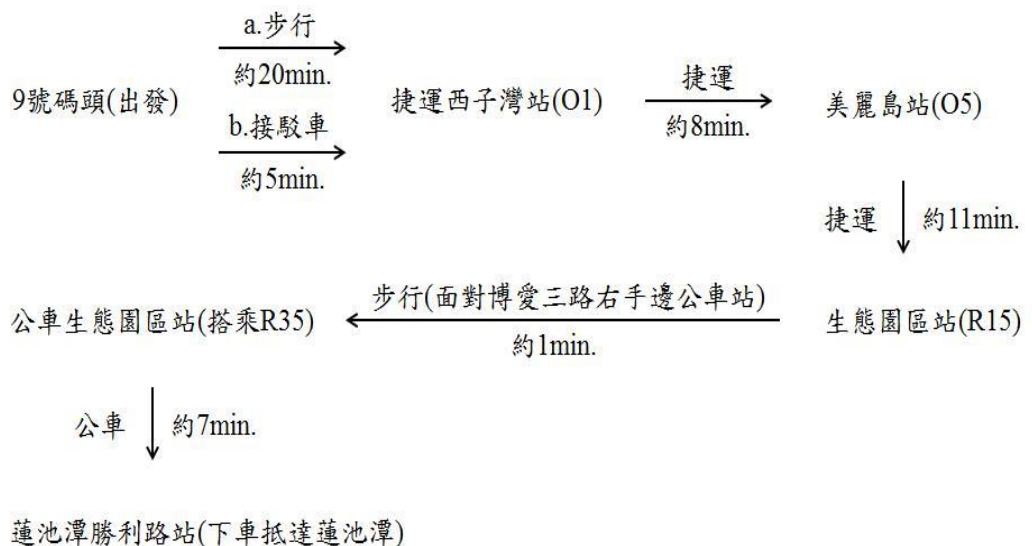 a.步行
約20min.
9號碼頭(出發)
b.接駁車
約5min.
捷運西子灣站(O1)
捷運
約8min.
美麗島站(O5)
捷運
約11min.
生態園區站(R15)
步行(面對博愛三路右手邊公車站)
約1min.
公車生態園區站(搭乘R35)
公車
約7min.
蓮池潭勝利路站(下車抵達蓮池潭)